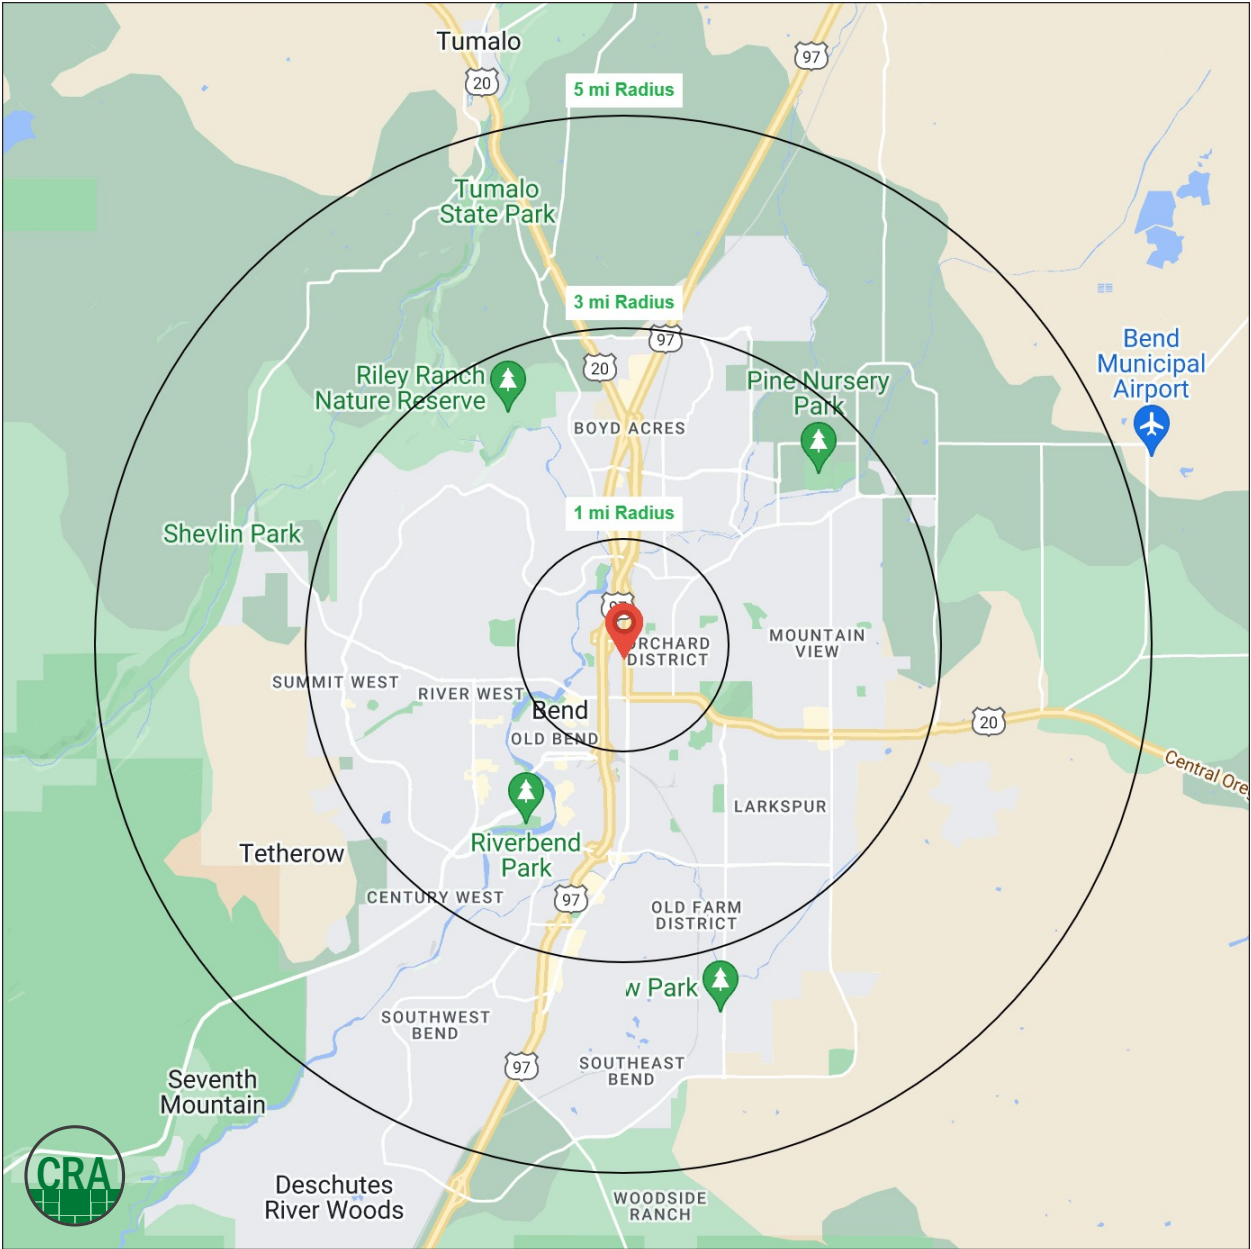 Tumalo
20
97
5 mi Radius
Tumalo
State Park
3 mi Radius
97
20
Bend
Municipal
Airport
Riley Ranch
Nature Reserve
Pine Nursery
Park
BOYD ACRES
1 mi Radius
Shevlin Park
97
ORCHARD
DISTRICT
MOUNTAIN
VIEW
SUMMIT WEST
RIVER WEST
Bend
OLD BEND
20
Central Ore
LARKSPUR
Riverbend
Park
Tetherow
CENTURY WEST
97
OLD FARM
DISTRICT
w Park
SOUTHWEST
BEND
97
SOUTHEAST
BEND
Seventh
Mountain
CRA
Deschutes
River Woods
WOODSIDE
RANCH